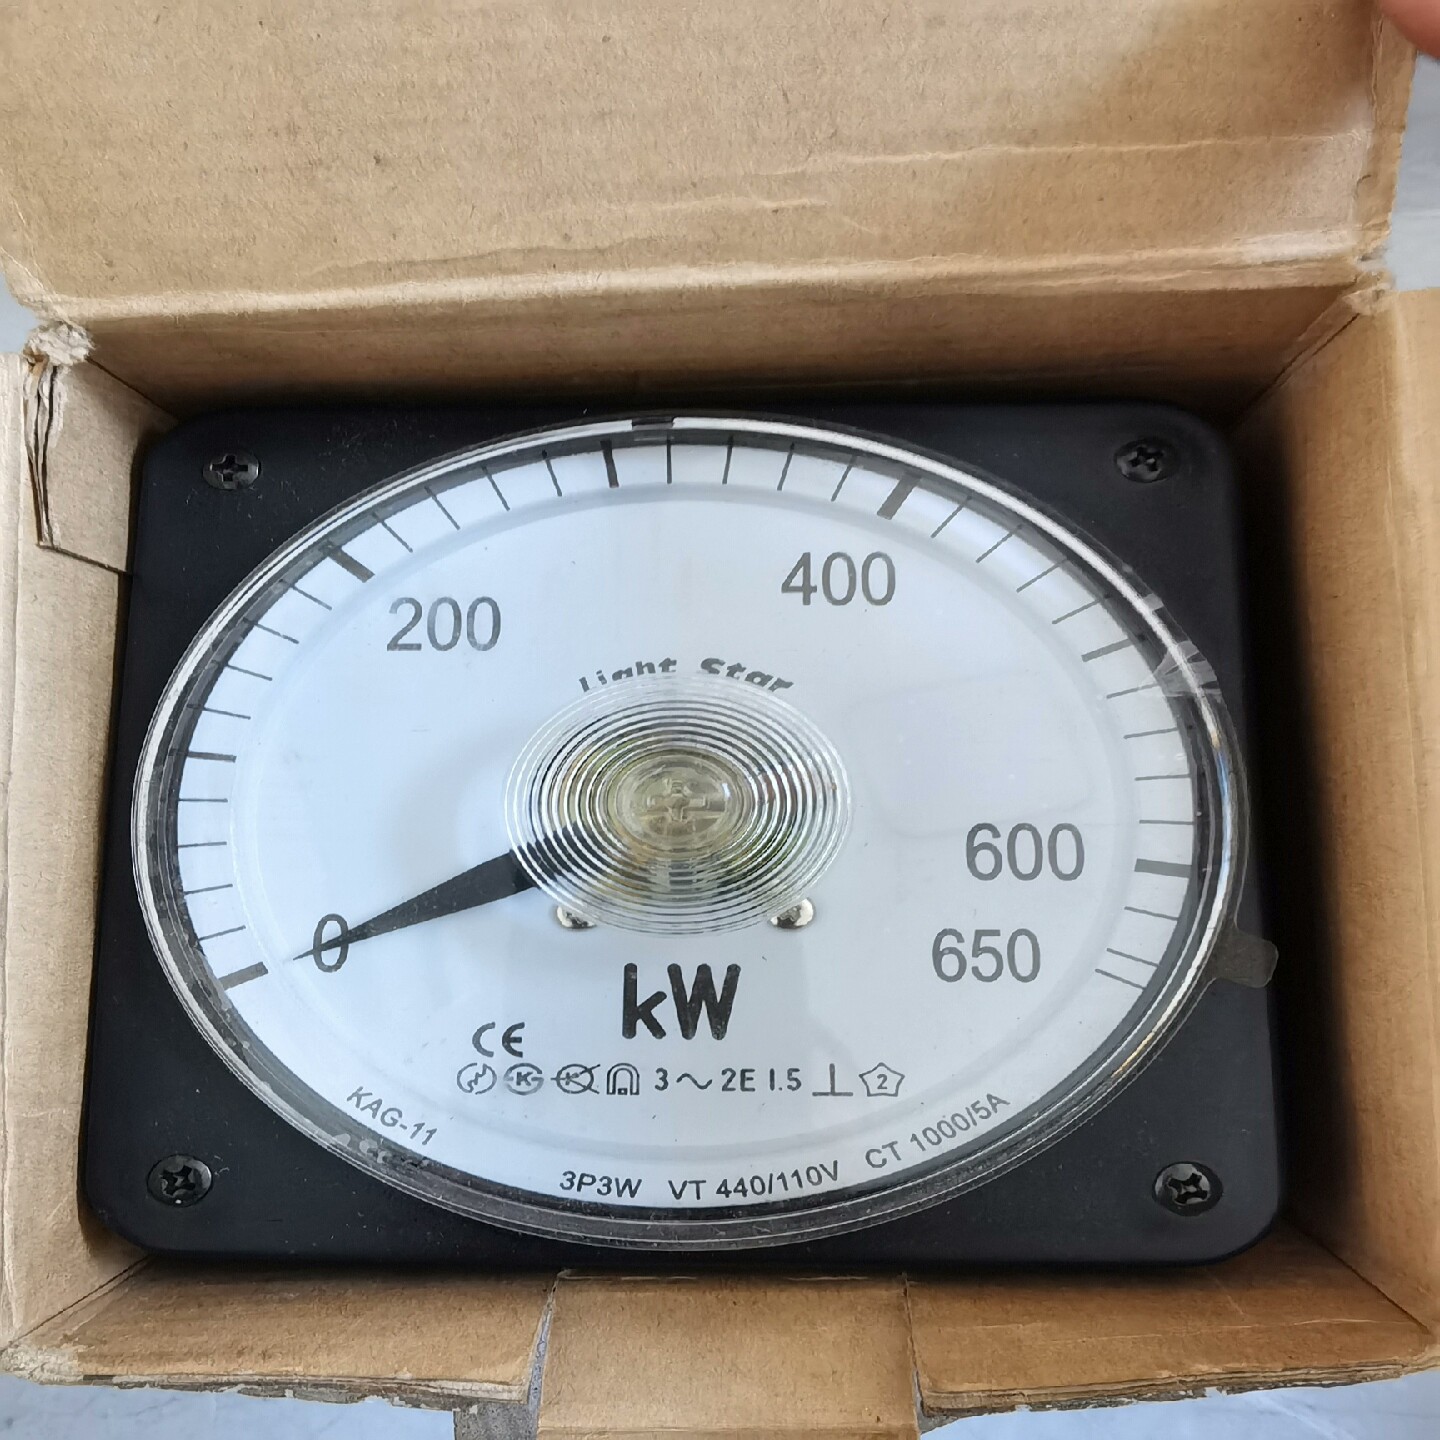 200
400
Light Star
600
0
650
kW
CE
K K 3 ~ 2E 1.5 2
KAG-11
3P3W VT 440/110V CT 1000/5A